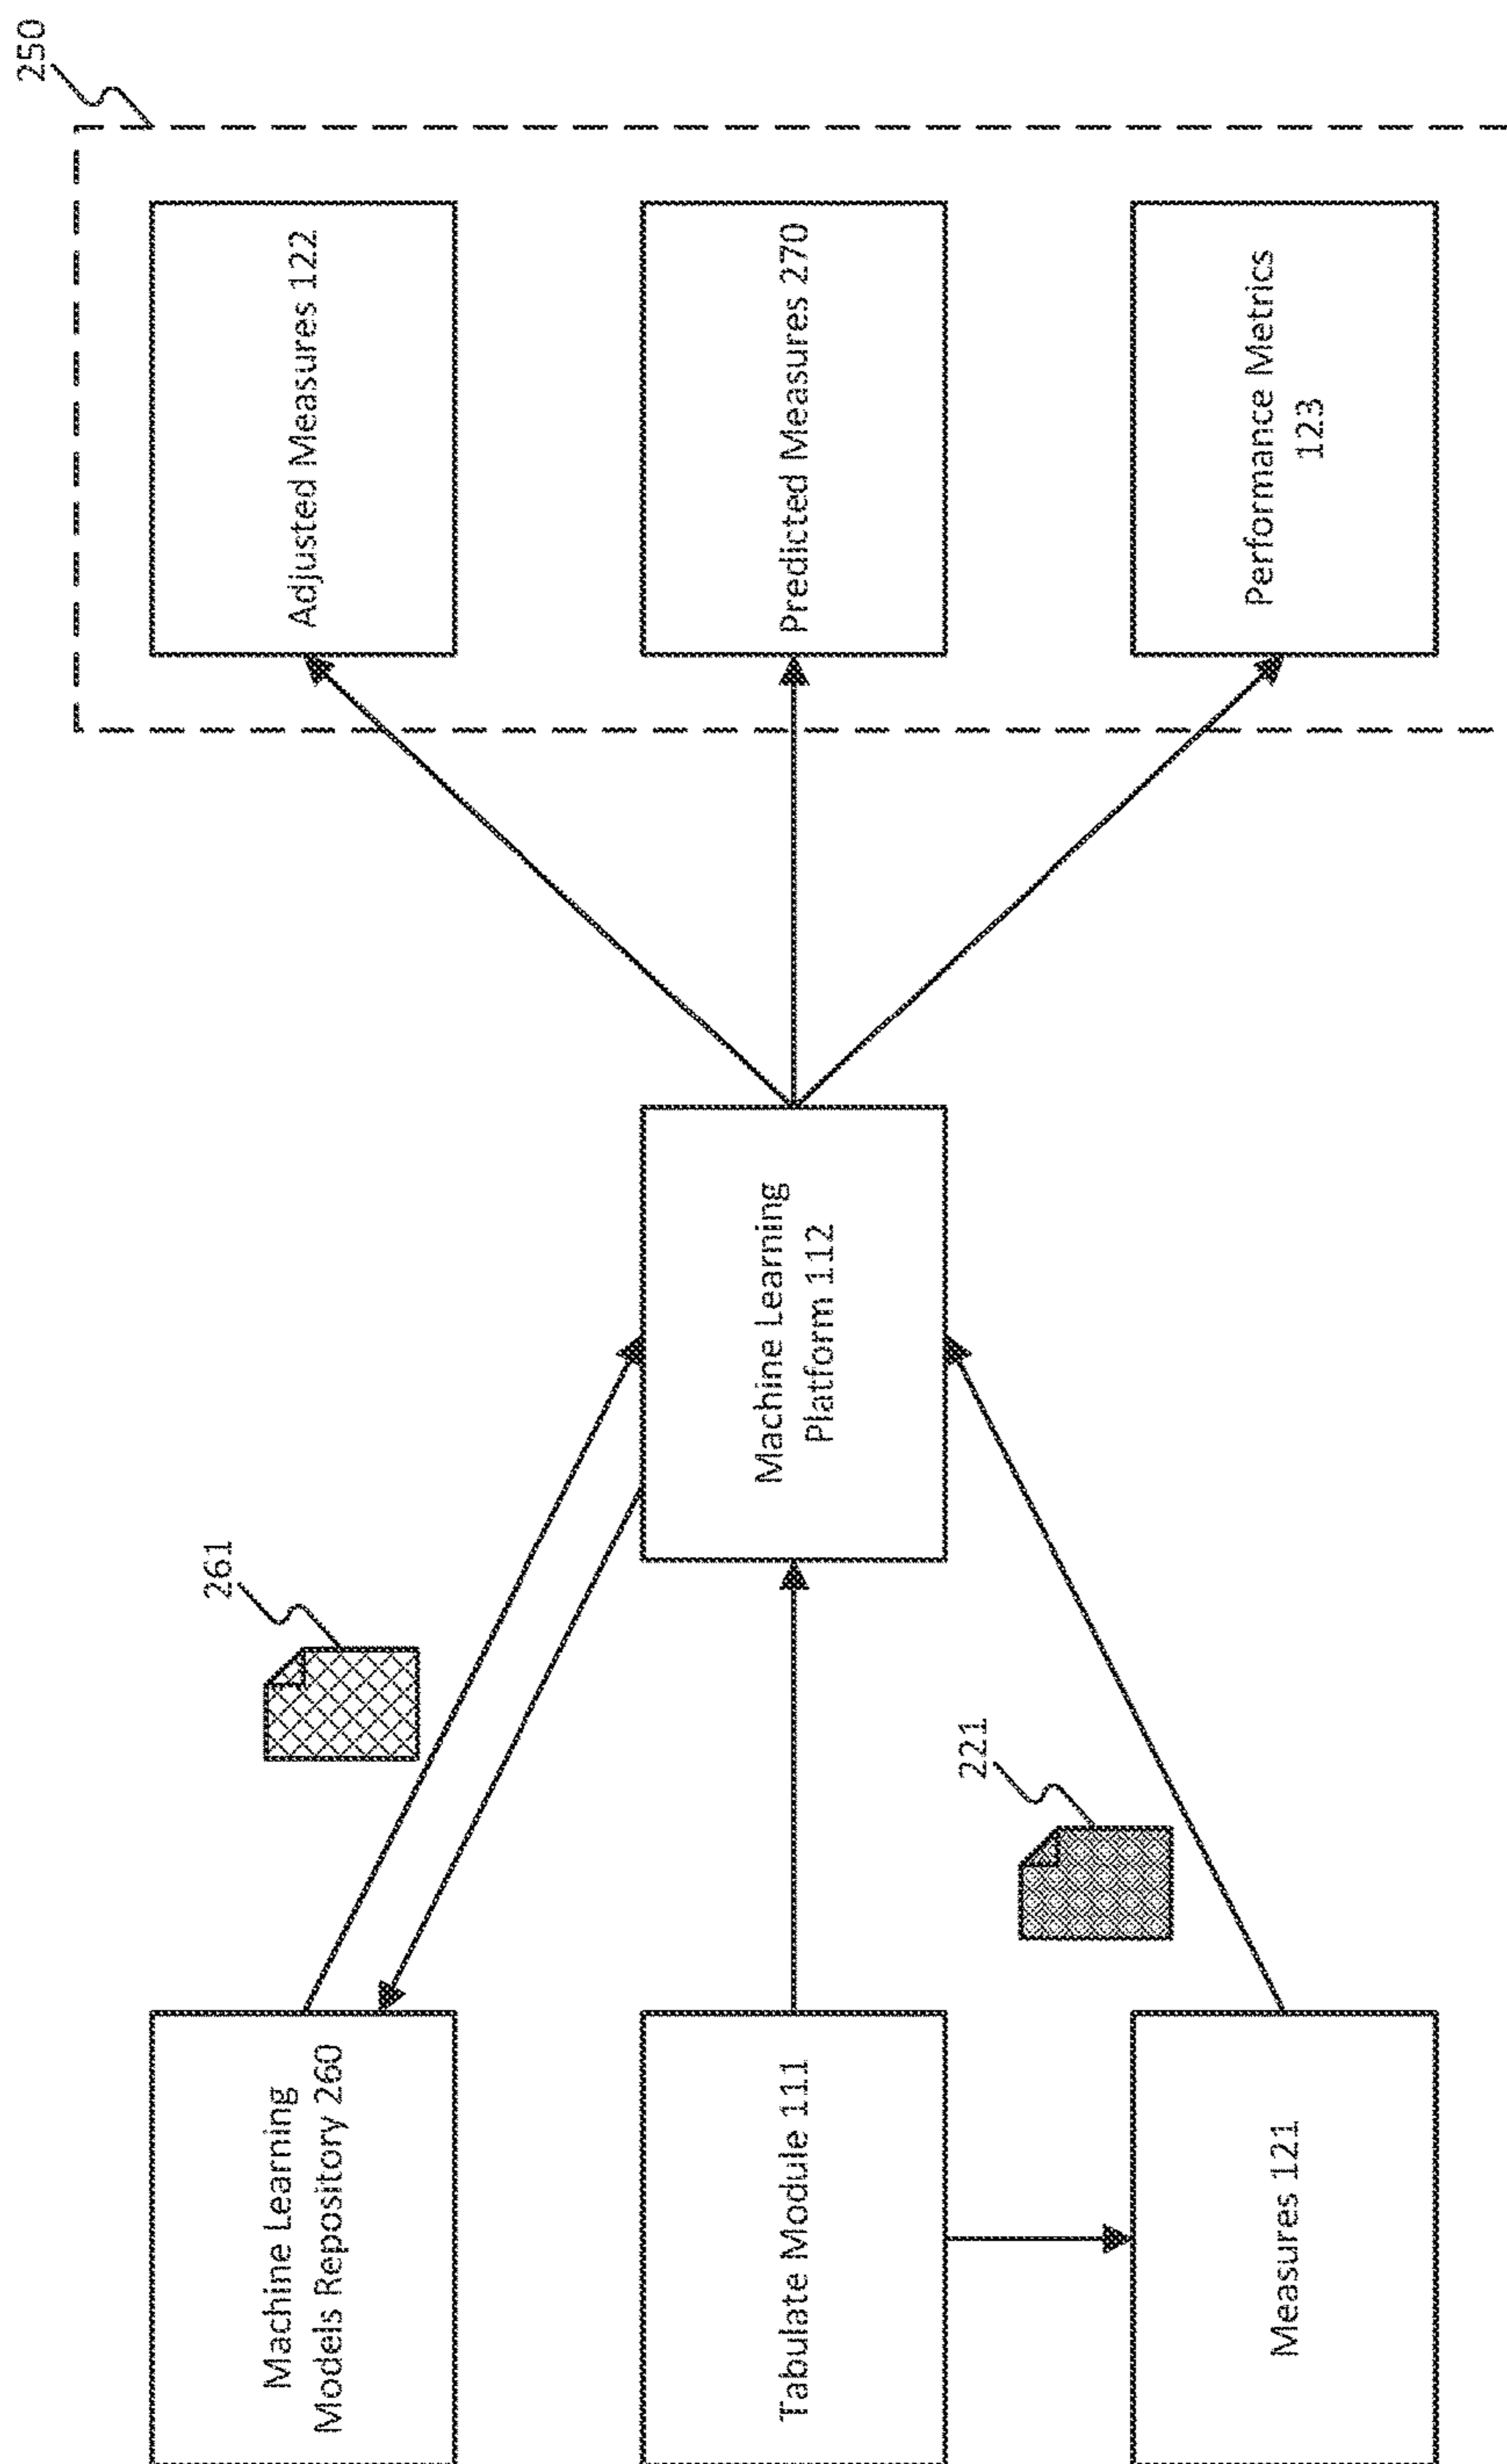 250
Adjusted Measures 122
Predicted Measures 270
Performance Metrics
123
Machine Learning
Platform 112
261
221
Machine Learning
Models Repository 260
Tabulate Module 111
Measures 121